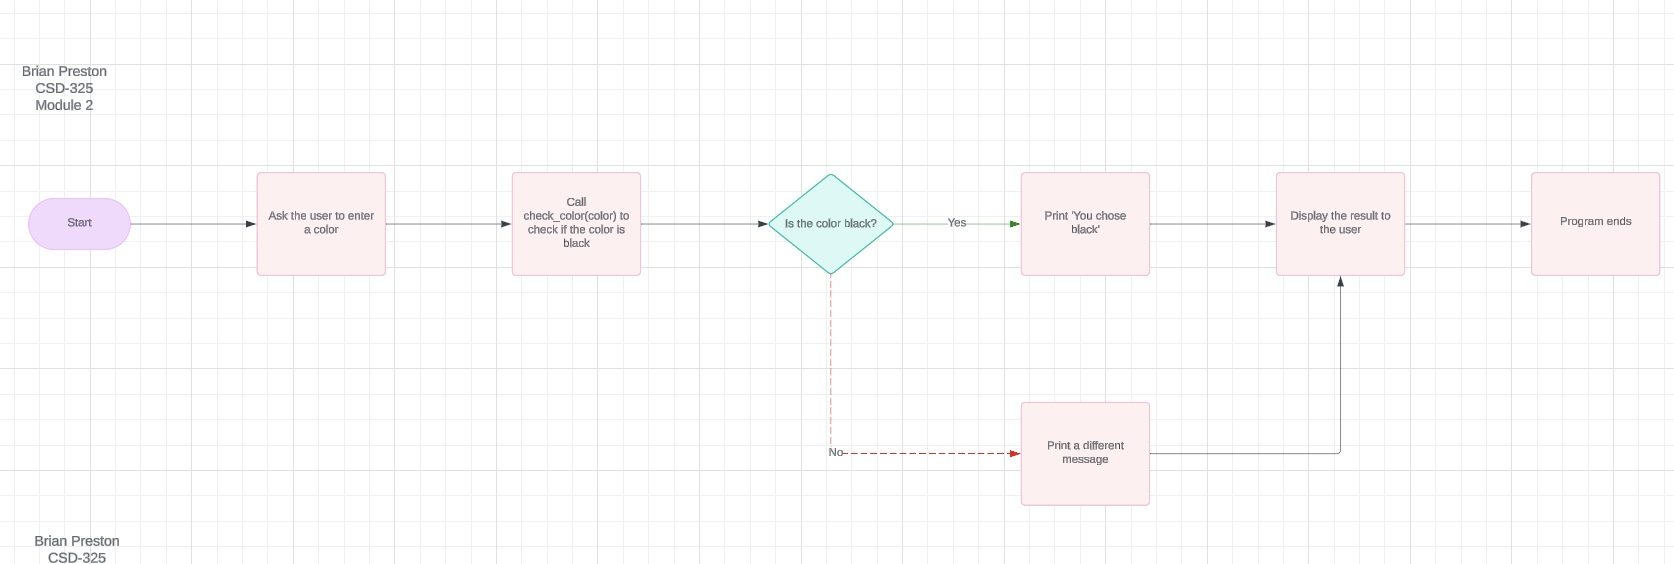 Brian Preston
CSD-325
Module 2
Start
Ask the user to enter
a color
Call
check_color(color) to
check if the color is
black
Is the color black?
Yes
Print 'You chose
black'
Display the result to
the user
Program ends
No
Print a different
message
Brian Preston
CSD-325